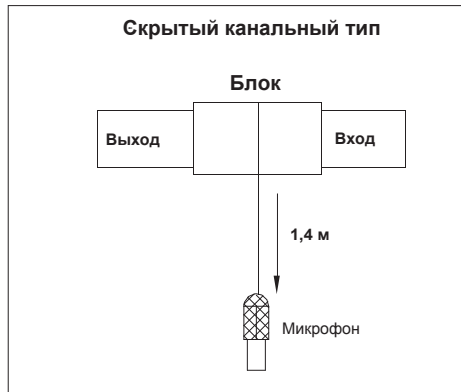 Скрытый канальный тип
Блок
Выход
Вход
1,4 м
Микрофон